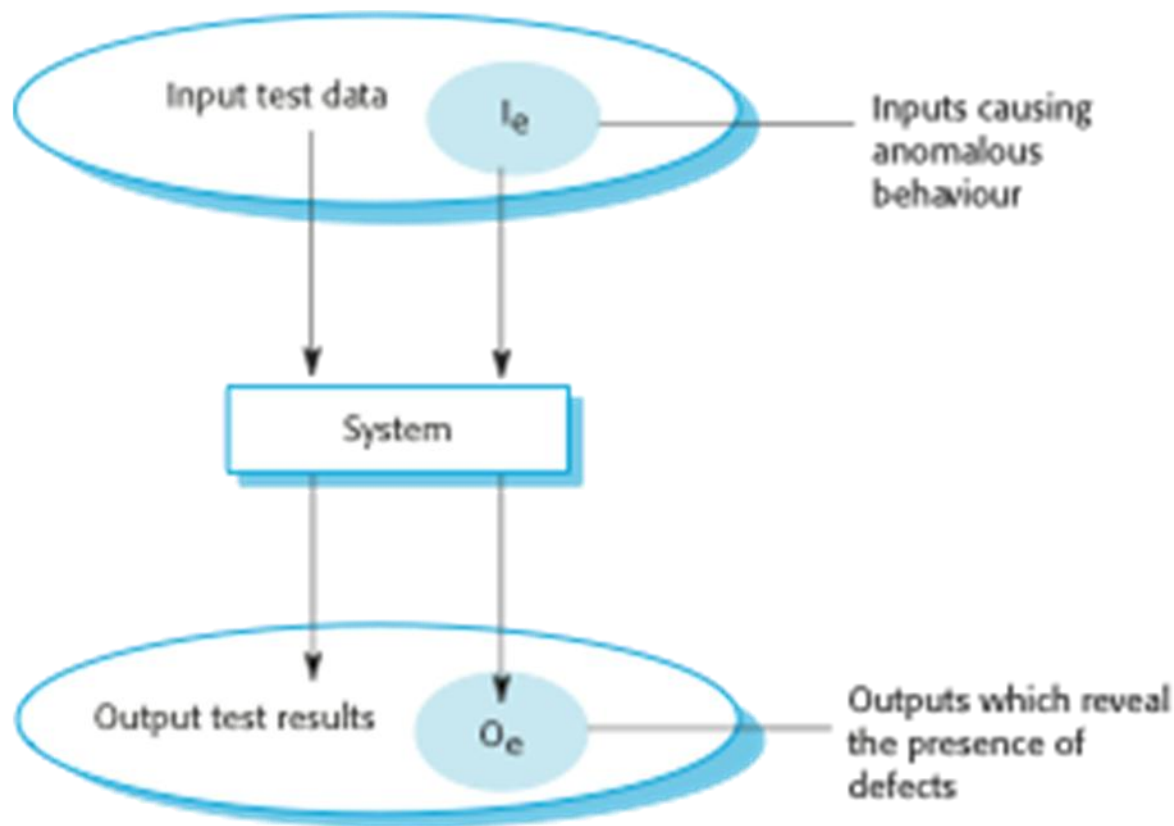 Input test data
Ie
Inputs causing
anomalous
behaviour
System
Output test results
Oe
Outputs which reveal
the presence of
defects